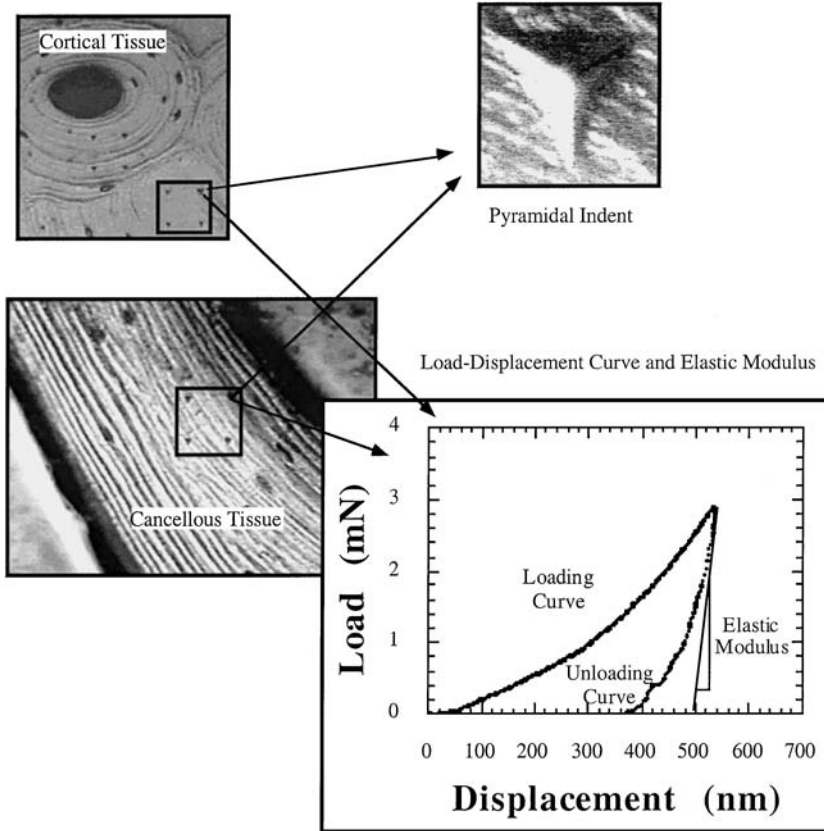 Cortical Tissue
Pyramidal Indent
Load-Displacement Curve and Elastic Modulus
Cancellous Tissue
4
3
2
1
0
Load (mN)
Loading
Curve
Unloading
Curve
Elastic
Modulus
0 100 200 300 400 500 600 700
Displacement (nm)